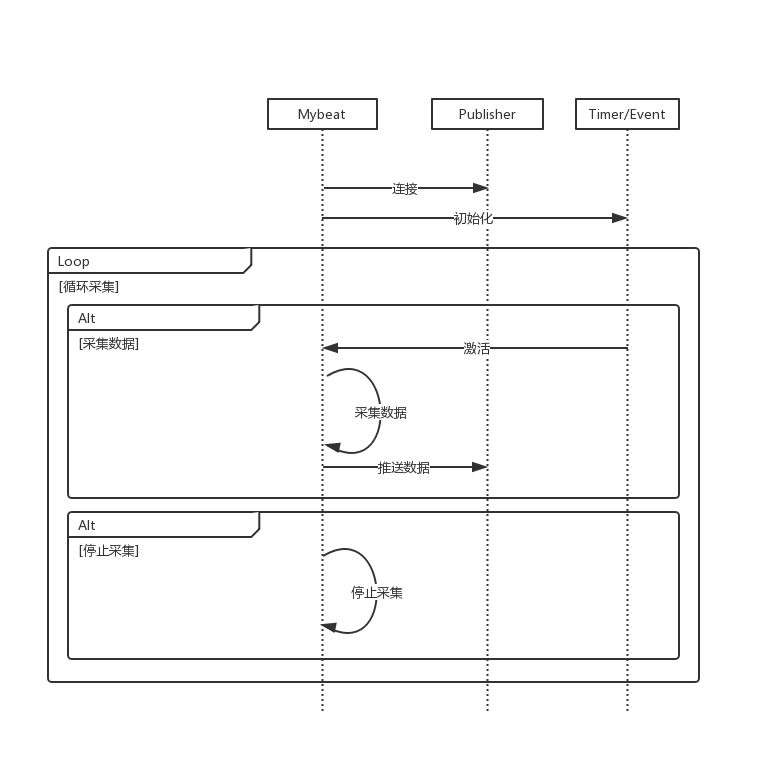 Mybeat
Publisher
Timer/Event
连接
初始化
Loop
[循环采集]
Alt
[采集数据]
激活
采集数据
推送数据
Alt
[停止采集]
停止采集